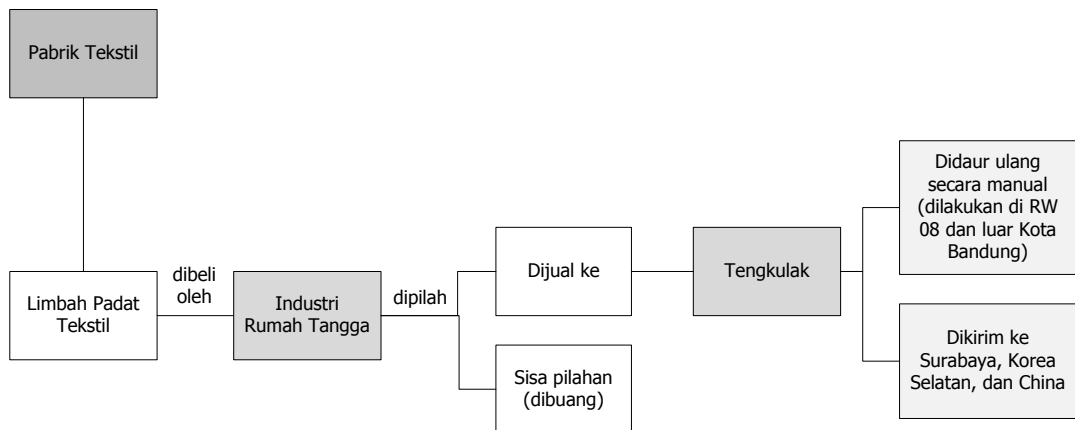 Pabrik Tekstil
Limbah Padat
Tekstil
dibeli
oleh
Industri
Rumah Tangga
dipilah
Dijual ke
Sisa pilahan
(dibuang)
Tengkulak
Didaur ulang
secara manual
(dilakukan di RW
08 dan luar Kota
Bandung)
Dikirim ke
Surabaya, Korea
Selatan, dan China